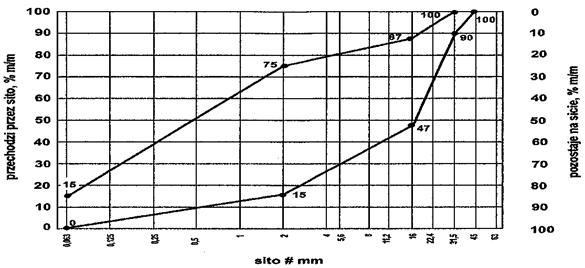 100 100 100 0
90 87 90 10
80 75 20
70 30
60 40
50 47 50
40 60
30 70
20 15 15 80
10 90
0 0 100
przechodzi przez sito, % m/m
pozostaje na sicie, % m/m
0,063 0,125 0,25 0,5 1 2 4 5,6 8 11,2 16 22,4 31,5 45 63
sito # mm